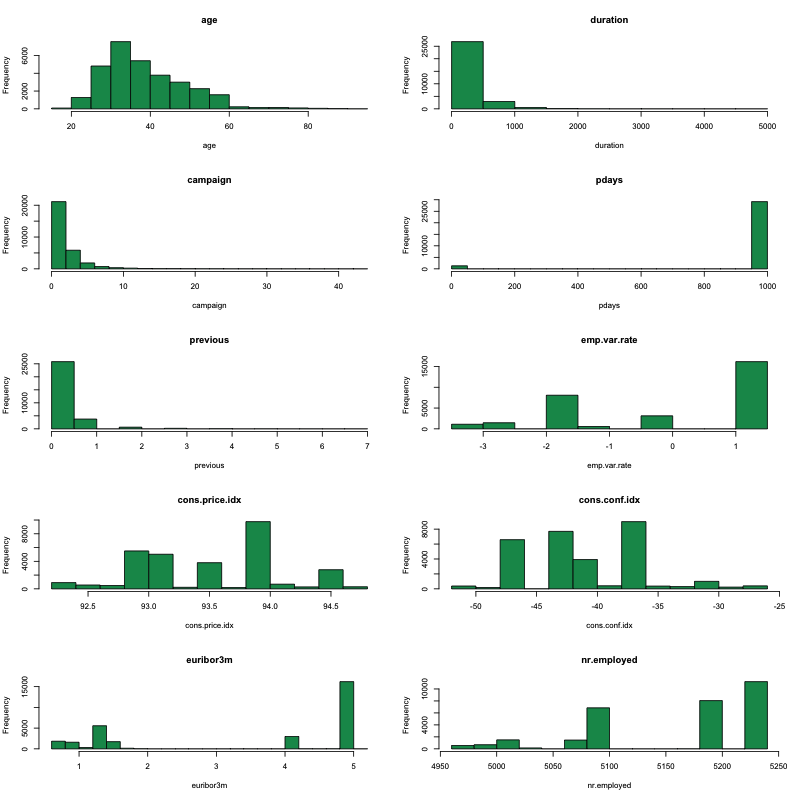 age
Frequency
0 2000 6000
20 40 60 80
age
duration
Frequency
0 10000 25000
0 1000 2000 3000 4000 5000
duration
campaign
Frequency
0 10000 20000
0 10 20 30 40
campaign
pdays
Frequency
0 10000 25000
0 200 400 600 800 1000
pdays
previous
Frequency
0 10000 25000
0 1 2 3 4 5 6 7
previous
emp.var.rate
Frequency
0 5000 15000
-3 -2 -1 0 1
emp.var.rate
cons.price.idx
Frequency
0 4000 8000
92.5 93.0 93.5 94.0 94.5
cons.price.idx
cons.conf.idx
Frequency
0 4000 8000
-50 -45 -40 -35 -30 -25
cons.conf.idx
euribor3m
Frequency
0 5000 15000
1 2 3 4 5
euribor3m
nr.employed
Frequency
0 4000 10000
4950 5000 5050 5100 5150 5200 5250
nr.employed